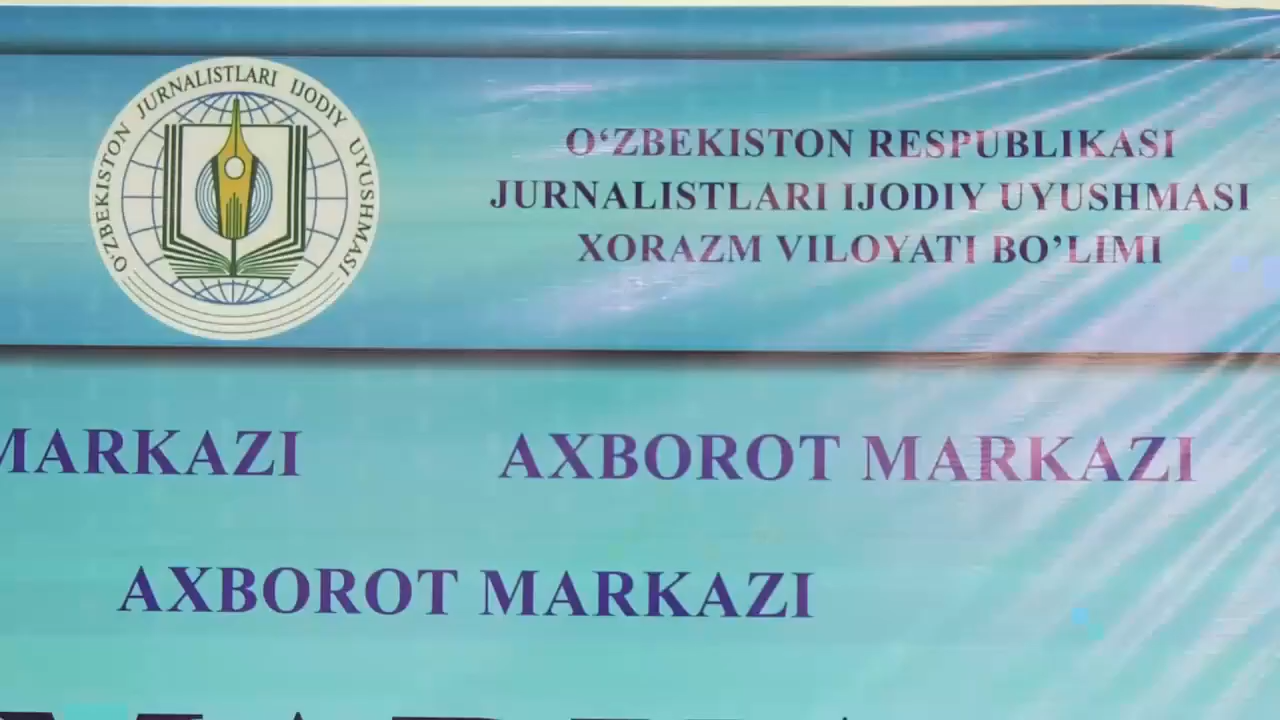 O'ZBEKISTON JURNALISTLARI IJODIY UYUSHMASI
O‘ZBEKISTON RESPUBLIKASI
JURNALISTLARI IJODIY UYUSHMASI
XORAZM VILOYATI BO’LIMI
MARKAZI AXBOROT MARKAZI
AXBOROT MARKAZI